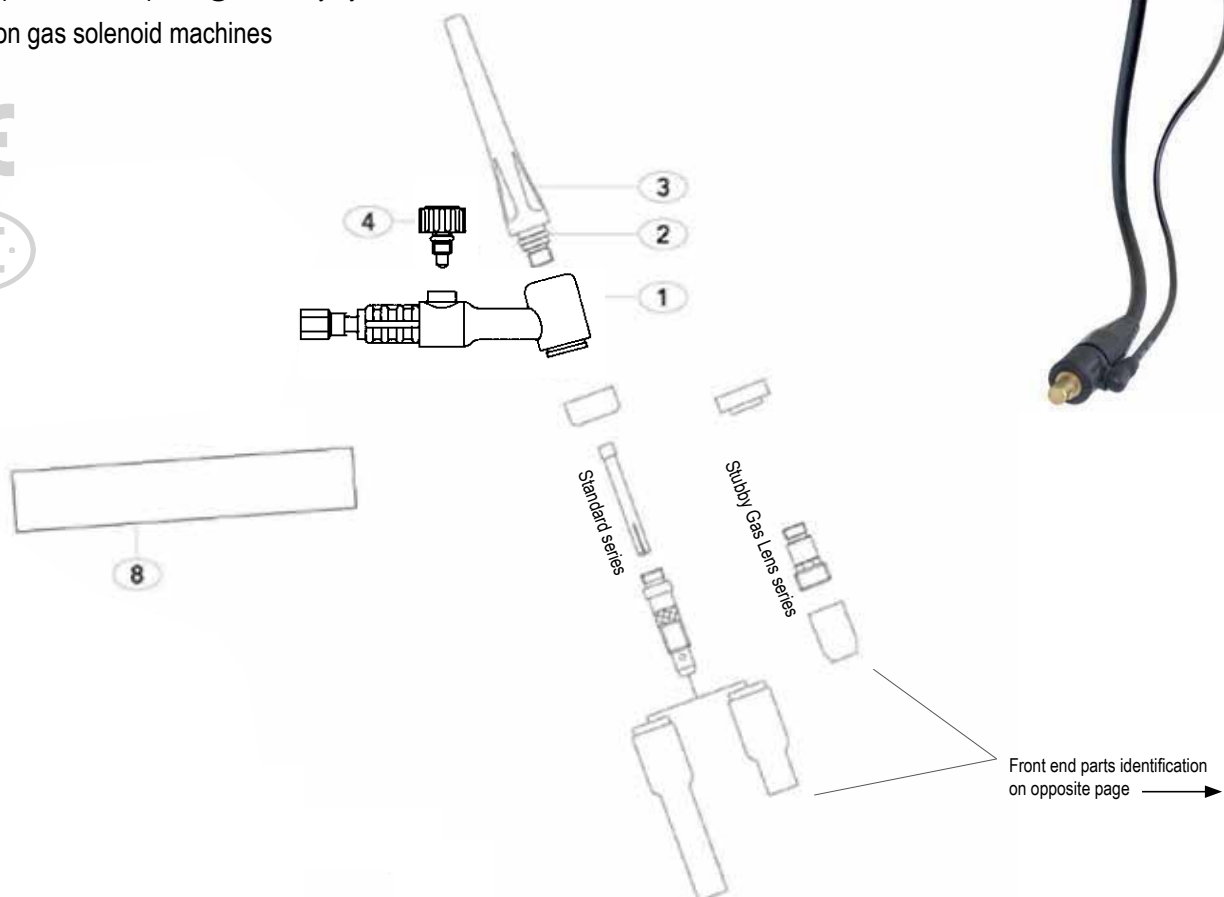 on gas solenoid machines
3
4
2
1
Standard series
Stubby Gas Lens series
8
Front end parts identification
on opposite page